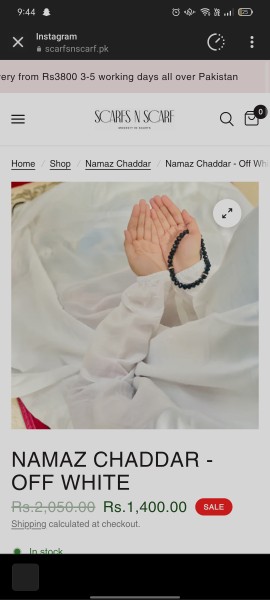 9:44
Instagram
scarfsnscarf.pk
ery from Rs3800 3-5 working days all over Pakistan
SCARFS N SCARF
0
Home / Shop / Namaz Chaddar / Namaz Chaddar - Off Wh
NAMAZ CHADDAR -
OFF WHITE
Rs.2,050.00 Rs.1,400.00 SALE
Shipping calculated at checkout.
In stock